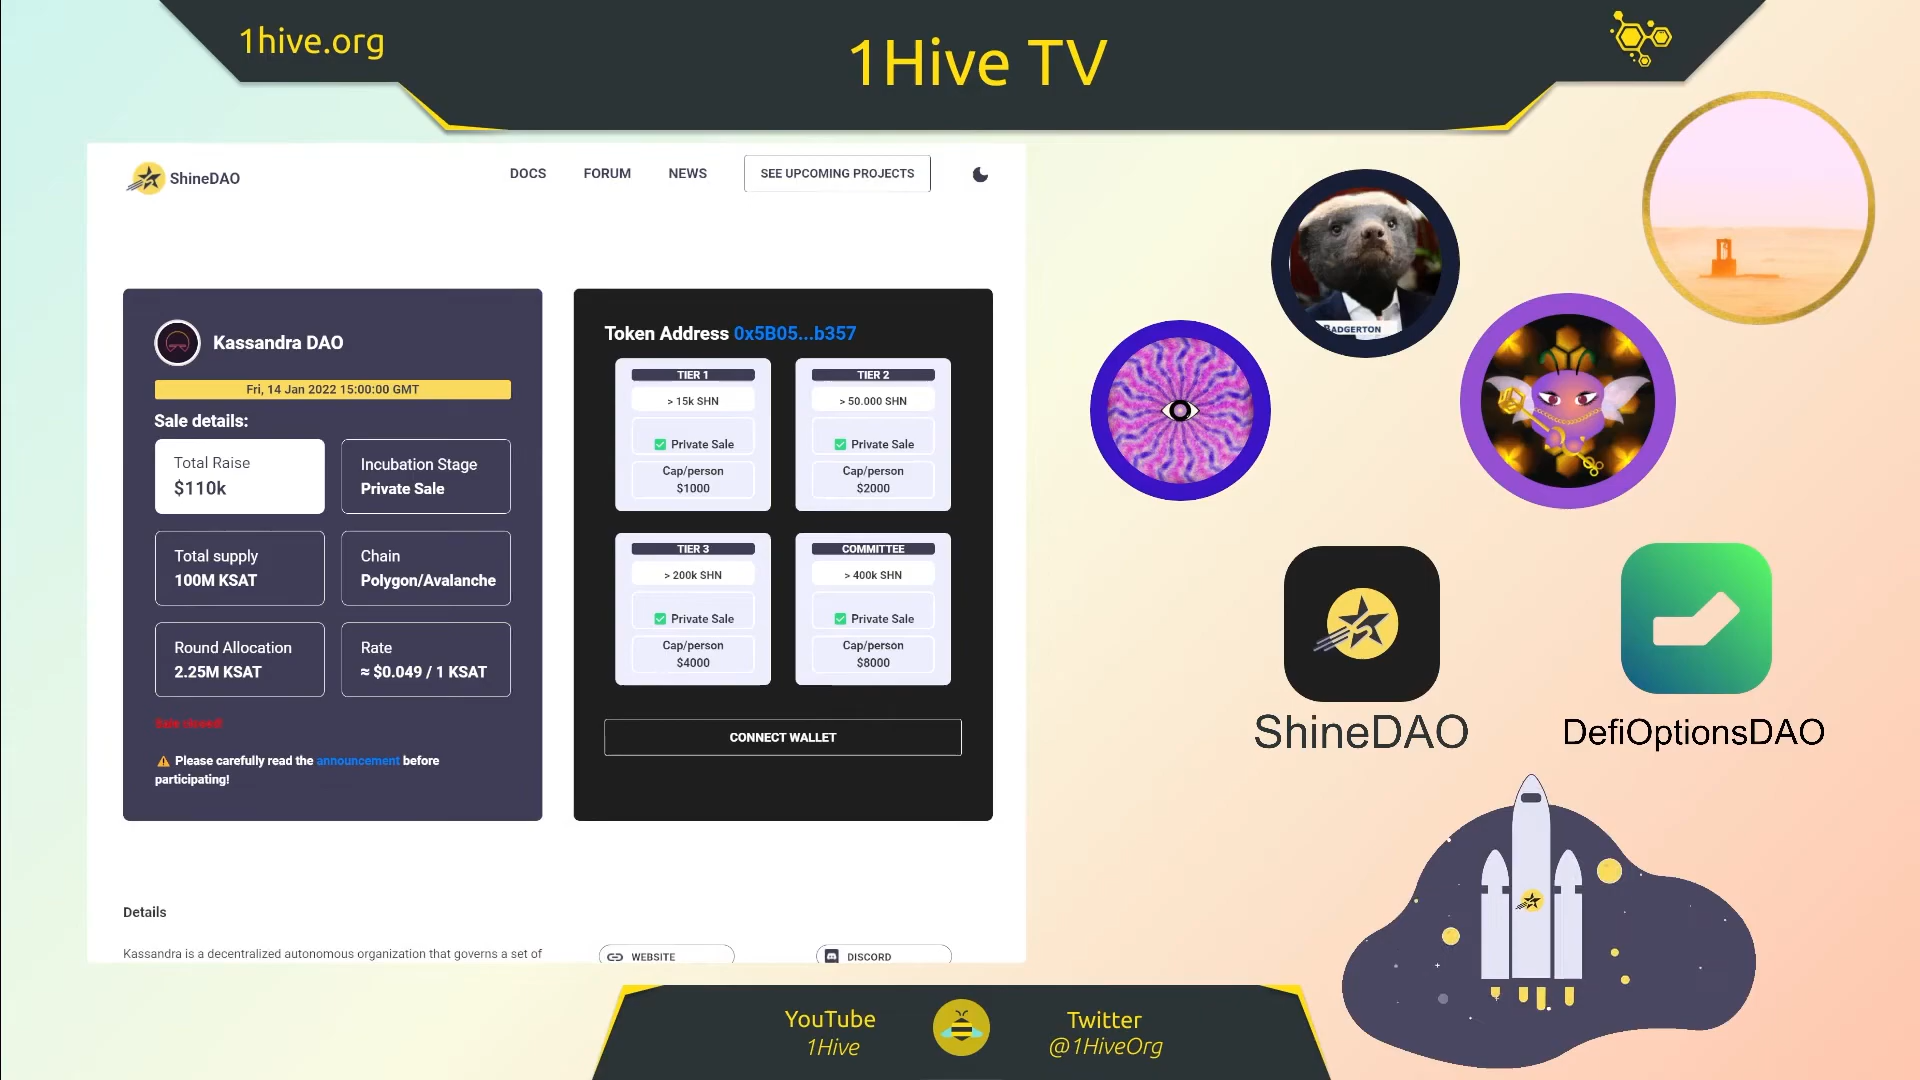 1hive.org
1Hive TV
ShineDAO
DOCS
FORUM
NEWS
SEE UPCOMING PROJECTS
Kassandra DAO
Fri, 14 Jan 2022 15:00:00 GMT
Sale details:
Total Raise
$110k
Incubation Stage
Private Sale
Total supply
100M KSAT
Chain
Polygon/Avalanche
Round Allocation
2.25M KSAT
Rate
≈ $0.049 / 1 KSAT
Sale closed!
⚠ Please carefully read the announcement before
participating!
Token Address 0x5B05...b357
TIER 1
> 15k SHN
✅ Private Sale
Cap/person
$1000
TIER 2
> 50.000 SHN
✅ Private Sale
Cap/person
$2000
TIER 3
> 200k SHN
✅ Private Sale
Cap/person
$4000
COMMITTEE
> 400k SHN
✅ Private Sale
Cap/person
$8000
CONNECT WALLET
Details
Kassandra is a decentralized autonomous organization that governs a set of
WEBSITE
DISCORD
BADGERTON
ShineDAO
DefiOptionsDAO
YouTube
1Hive
Twitter
@1HiveOrg